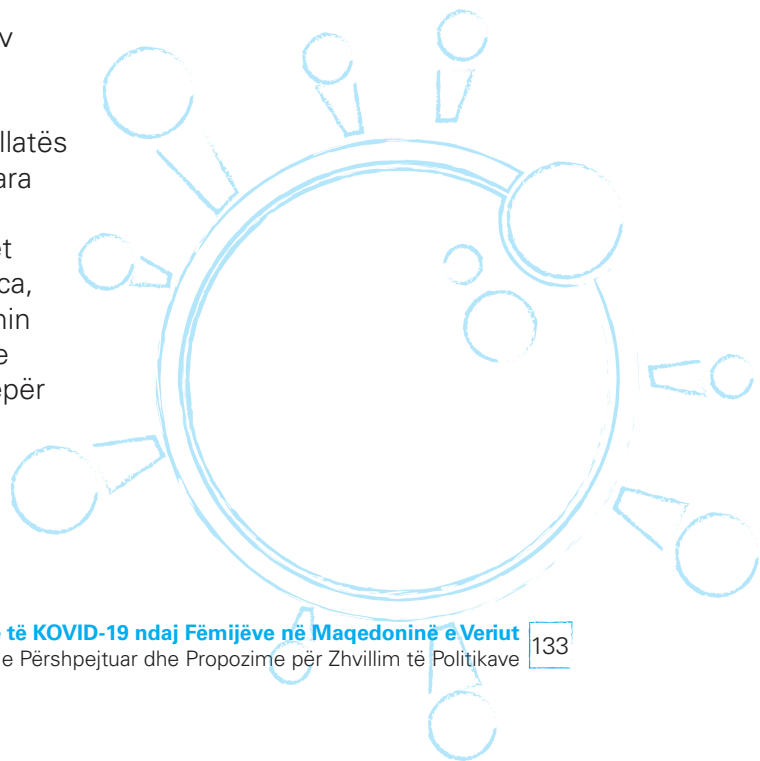 v
llatës
ara
et
ca,
nin
e
epër
e të KOVID-19 ndaj Fëmijëve në Maqedoninë e Veriut
e Përshpejtuar dhe Propozime për Zhvillim të Politikave
133